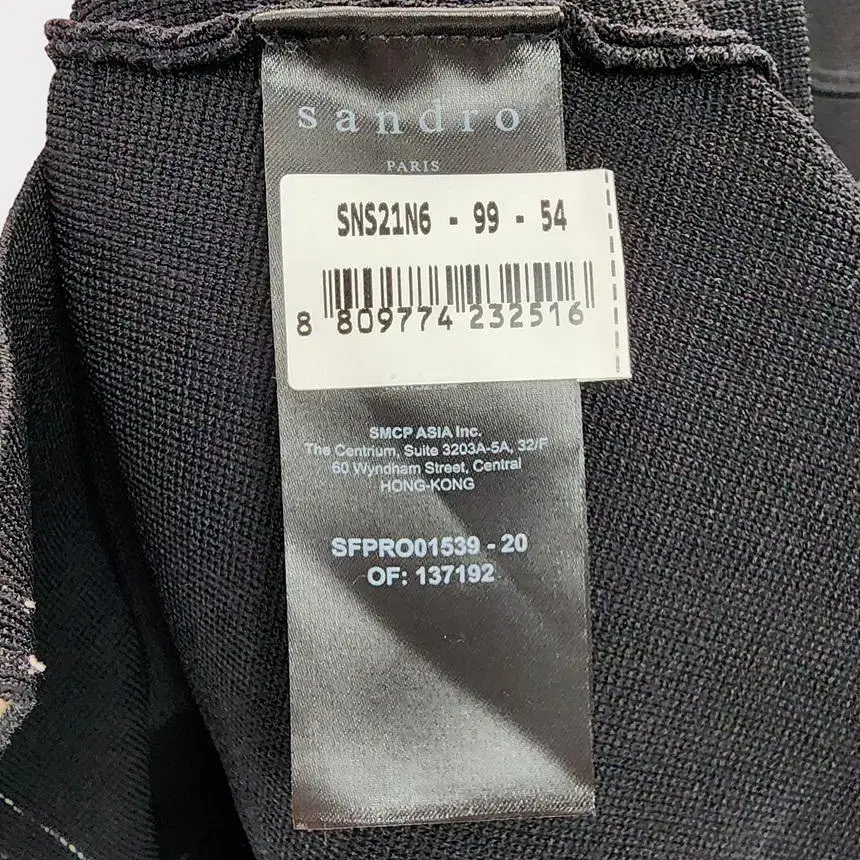 sandro
PARIS
SNS21N6 - 99 - 54
8 809774 232516
SMCP ASIA Inc.
The Centrium, Suite 3203A-5A, 32/F
60 Wyndham Street, Central
HONG-KONG
SFPRO01539 - 20
OF: 137192